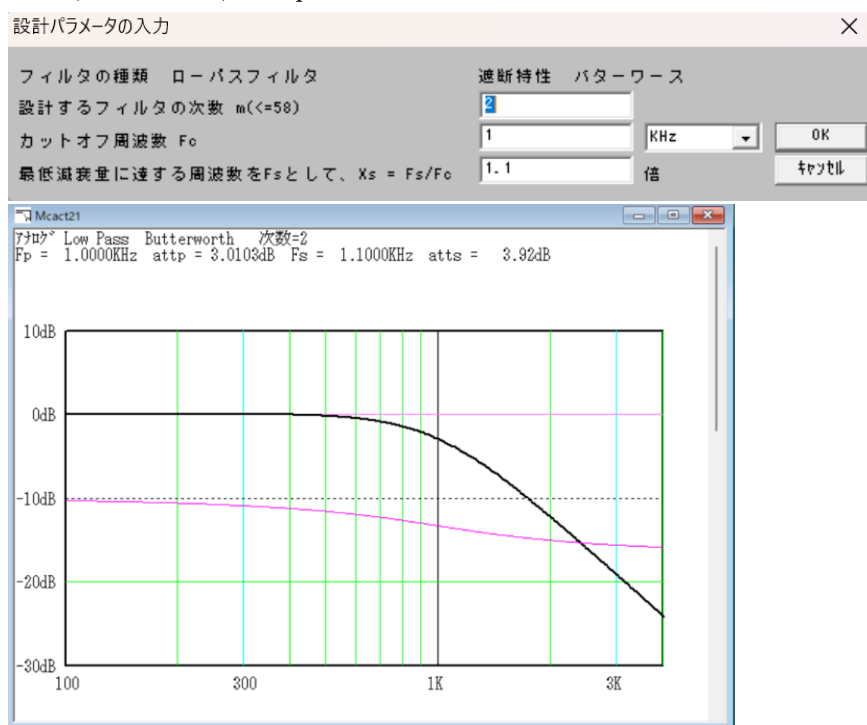 設計パラメータの入力
フィルタの種類 ローパスフィルタ 遮断特性 バターワース
設計するフィルタの次数 m(<=58) 2
カットオフ周波数 Fc 1 KHz OK
最低減衰量に達する周波数をFsとして、Xs = Fs/Fc 1.1 倍 ｷｬﾝｾﾙ
Mcact21
ｱﾅﾛｸﾞ Low Pass Butterworth 次数=2
Fp = 1.0000KHz attp = 3.0103dB Fs = 1.1000KHz atts = 3.92dB
10dB
0dB
-10dB
-20dB
-30dB
100 300 1K 3K